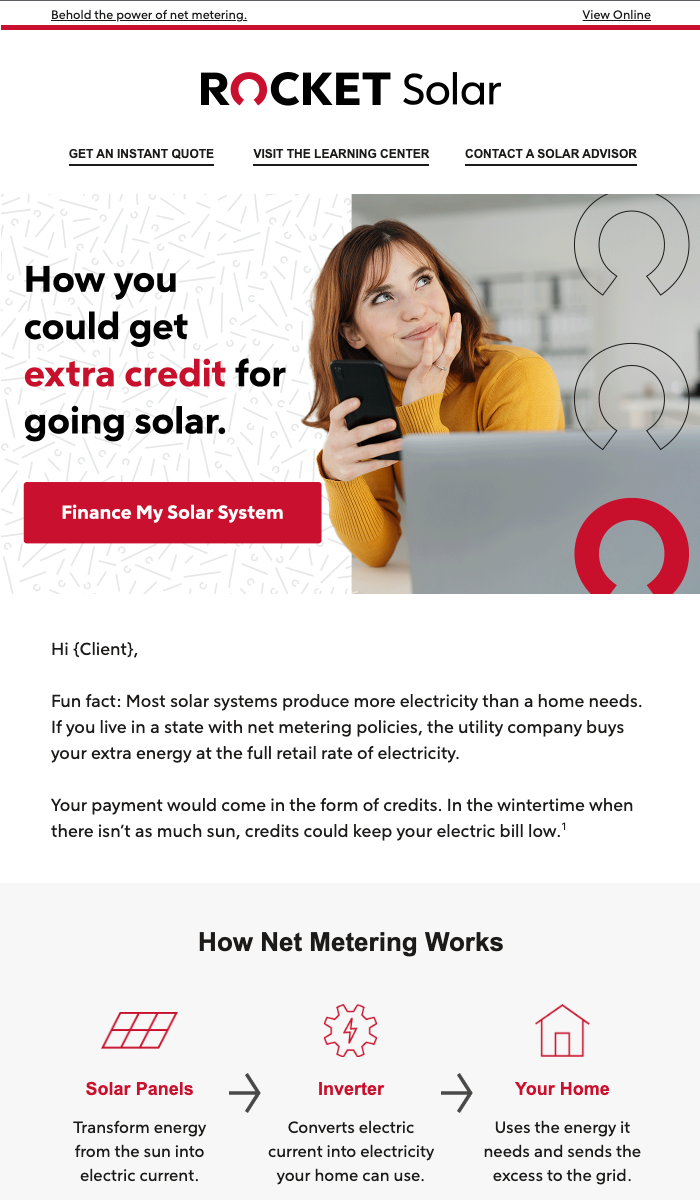 Behold the power of net metering.
View Online
ROCKET Solar
GET AN INSTANT QUOTE
VISIT THE LEARNING CENTER
CONTACT A SOLAR ADVISOR
How you
could get
extra credit for
going solar.
Finance My Solar System
Hi {Client},
Fun fact: Most solar systems produce more electricity than a home needs.
If you live in a state with net metering policies, the utility company buys
your extra energy at the full retail rate of electricity.
Your payment would come in the form of credits. In the wintertime when
there isn't as much sun, credits could keep your electric bill low.¹
How Net Metering Works
Solar Panels
Transform energy
from the sun into
electric current.
Inverter
Converts electric
current into electricity
your home can use.
Your Home
Uses the energy it
needs and sends the
excess to the grid.